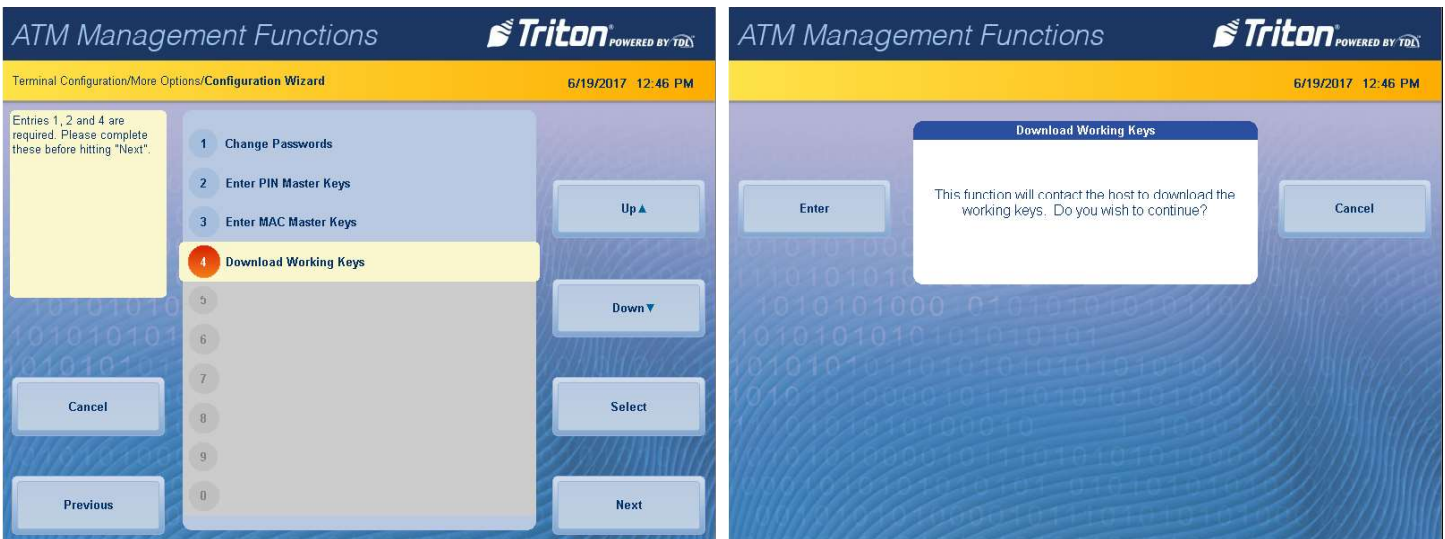 ATM Management Functions
Triton POWERED BY TDL
Terminal Configuration/More Options/Configuration Wizard
6/19/2017 12:46 PM
Entries 1, 2 and 4 are
required. Please complete
these before hitting "Next".
1 Change Passwords
2 Enter PIN Master Keys
3 Enter MAC Master Keys
4 Download Working Keys
5
6
7
8
9
0
Up▲
Down▼
Cancel
Select
Previous
Next
ATM Management Functions
Triton POWERED BY TDL
6/19/2017 12:46 PM
Download Working Keys
This function will contact the host to download the
working keys. Do you wish to continue?
Enter
Cancel